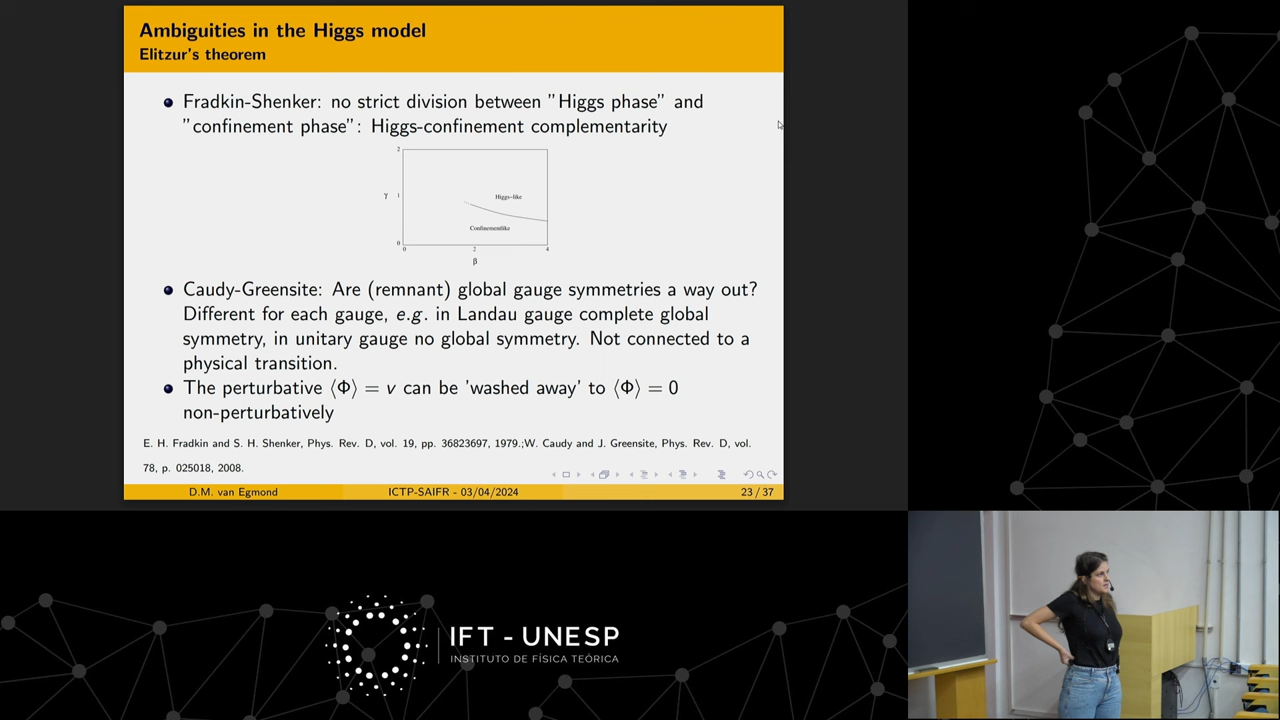 Ambiguities in the Higgs model
Elitzur's theorem
Fradkin-Shenker: no strict division between "Higgs phase" and
"confinement phase": Higgs-confinement complementarity
2
γ 1
Higgs-like
Confinementlike
0
0 2 4
β
Caudy-Greensite: Are (remnant) global gauge symmetries a way out?
Different for each gauge, e.g. in Landau gauge complete global
symmetry, in unitary gauge no global symmetry. Not connected to a
physical transition.
The perturbative ⟨Φ⟩ = v can be 'washed away' to ⟨Φ⟩ = 0
non-perturbatively
E. H. Fradkin and S. H. Shenker, Phys. Rev. D, vol. 19, pp. 36823697, 1979.;W. Caudy and J. Greensite, Phys. Rev. D, vol.
78, p. 025018, 2008.
D.M. van Egmond ICTP-SAIFR - 03/04/2024 23 / 37
IFT - UNESP
INSTITUTO DE FÍSICA TEÓRICA